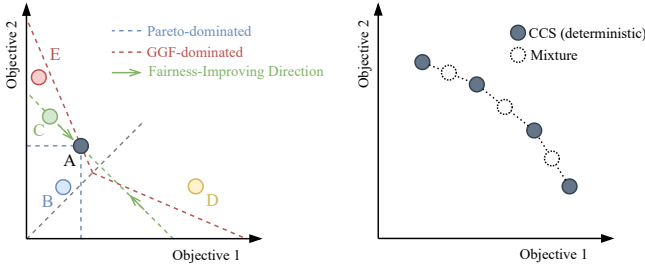 Objective 2
Pareto-dominated
GGF-dominated
Fairness-Improving Direction
E
C
A
B
D
Objective 1
Objective 2
CCS (deterministic)
Mixture
Objective 1